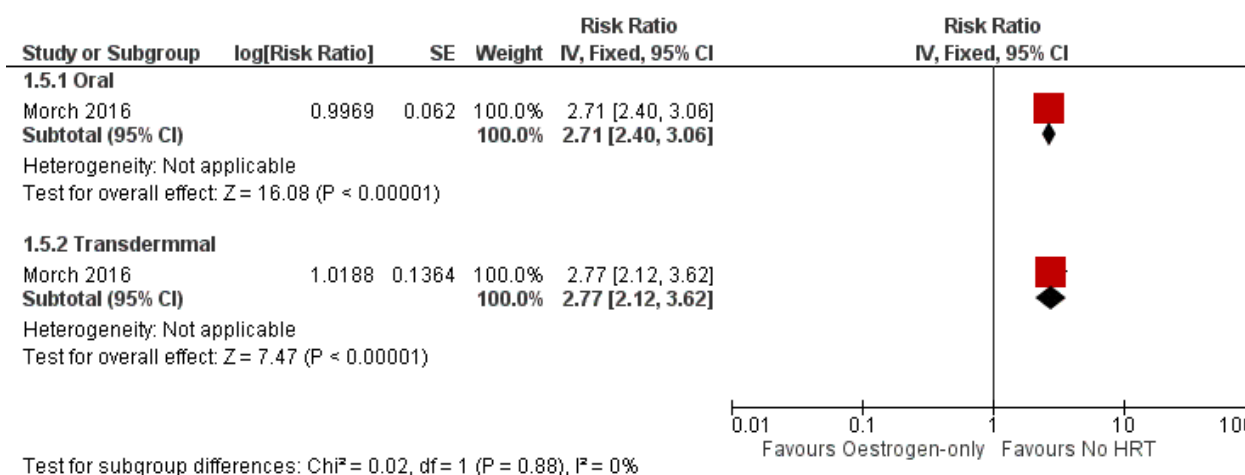 Risk Ratio Risk Ratio
Study or Subgroup log[Risk Ratio] SE Weight IV, Fixed, 95% CI IV, Fixed, 95% CI
1.5.1 Oral
Morch 2016 0.9969 0.062 100.0% 2.71 [2.40, 3.06]
Subtotal (95% CI) 100.0% 2.71 [2.40, 3.06]
Heterogeneity: Not applicable
Test for overall effect: Z = 16.08 (P < 0.00001)
1.5.2 Transdermmal
Morch 2016 1.0188 0.1364 100.0% 2.77 [2.12, 3.62]
Subtotal (95% CI) 100.0% 2.77 [2.12, 3.62]
Heterogeneity: Not applicable
Test for overall effect: Z = 7.47 (P < 0.00001)
0.01 0.1 1 10 100
Favours Oestrogen-only Favours No HRT
Test for subgroup differences: Chi² = 0.02, df = 1 (P = 0.88), I² = 0%